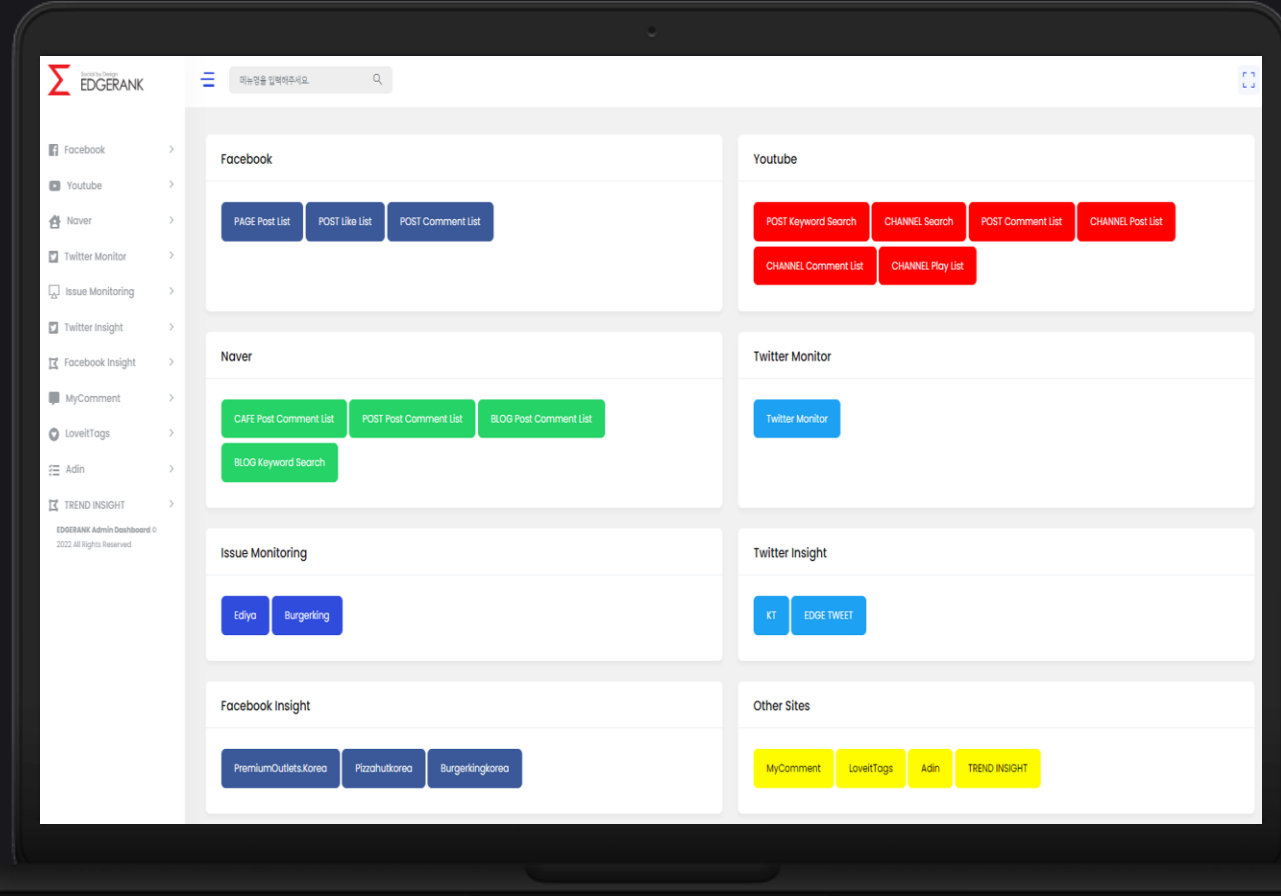 Social by Design
EDGERANK
메뉴명을 입력해주세요.
Facebook
Youtube
Naver
Twitter Monitor
Issue Monitoring
Twitter Insight
Facebook Insight
MyComment
LoveitTags
Adin
TREND INSIGHT
EDGERANK Admin Dashboard ©
2022 All Rights Reserved
Facebook
PAGE Post List POST Like List POST Comment List
Youtube
POST Keyword Search CHANNEL Search POST Comment List CHANNEL Post List
CHANNEL Comment List CHANNEL Play List
Naver
CAFE Post Comment List POST Post Comment List BLOG Post Comment List
BLOG Keyword Search
Twitter Monitor
Twitter Monitor
Issue Monitoring
Ediya Burgerking
Twitter Insight
KT EDGE TWEET
Facebook Insight
PremiumOutlets.Korea Pizzahutkorea Burgerkingkorea
Other Sites
MyComment LoveitTags Adin TREND INSIGHT